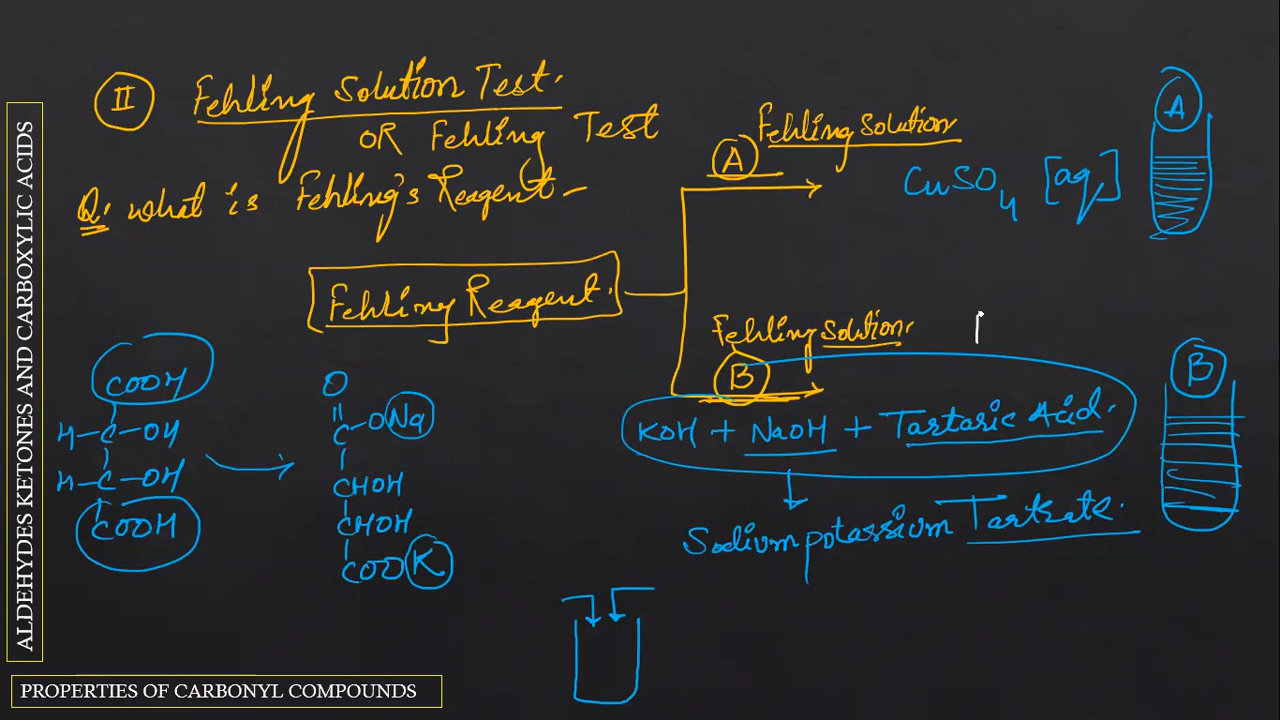 II Fehling Solution Test.
OR Fehling Test
Q. What is Fehling's Reagent -
Fehling Reagent.
A Fehling Solution
CuSO4 [aq]
A
Fehling Solution.
B
KOH + NaOH + Tartaric Acid.
Sodium potassium Tartrate.
B
COOH
H-C-OH
H-C-OH
COOH
O
C-ONa
CHOH
CHOH
COOK
ALDEHYDES KETONES AND CARBOXYLIC ACIDS
PROPERTIES OF CARBONYL COMPOUNDS